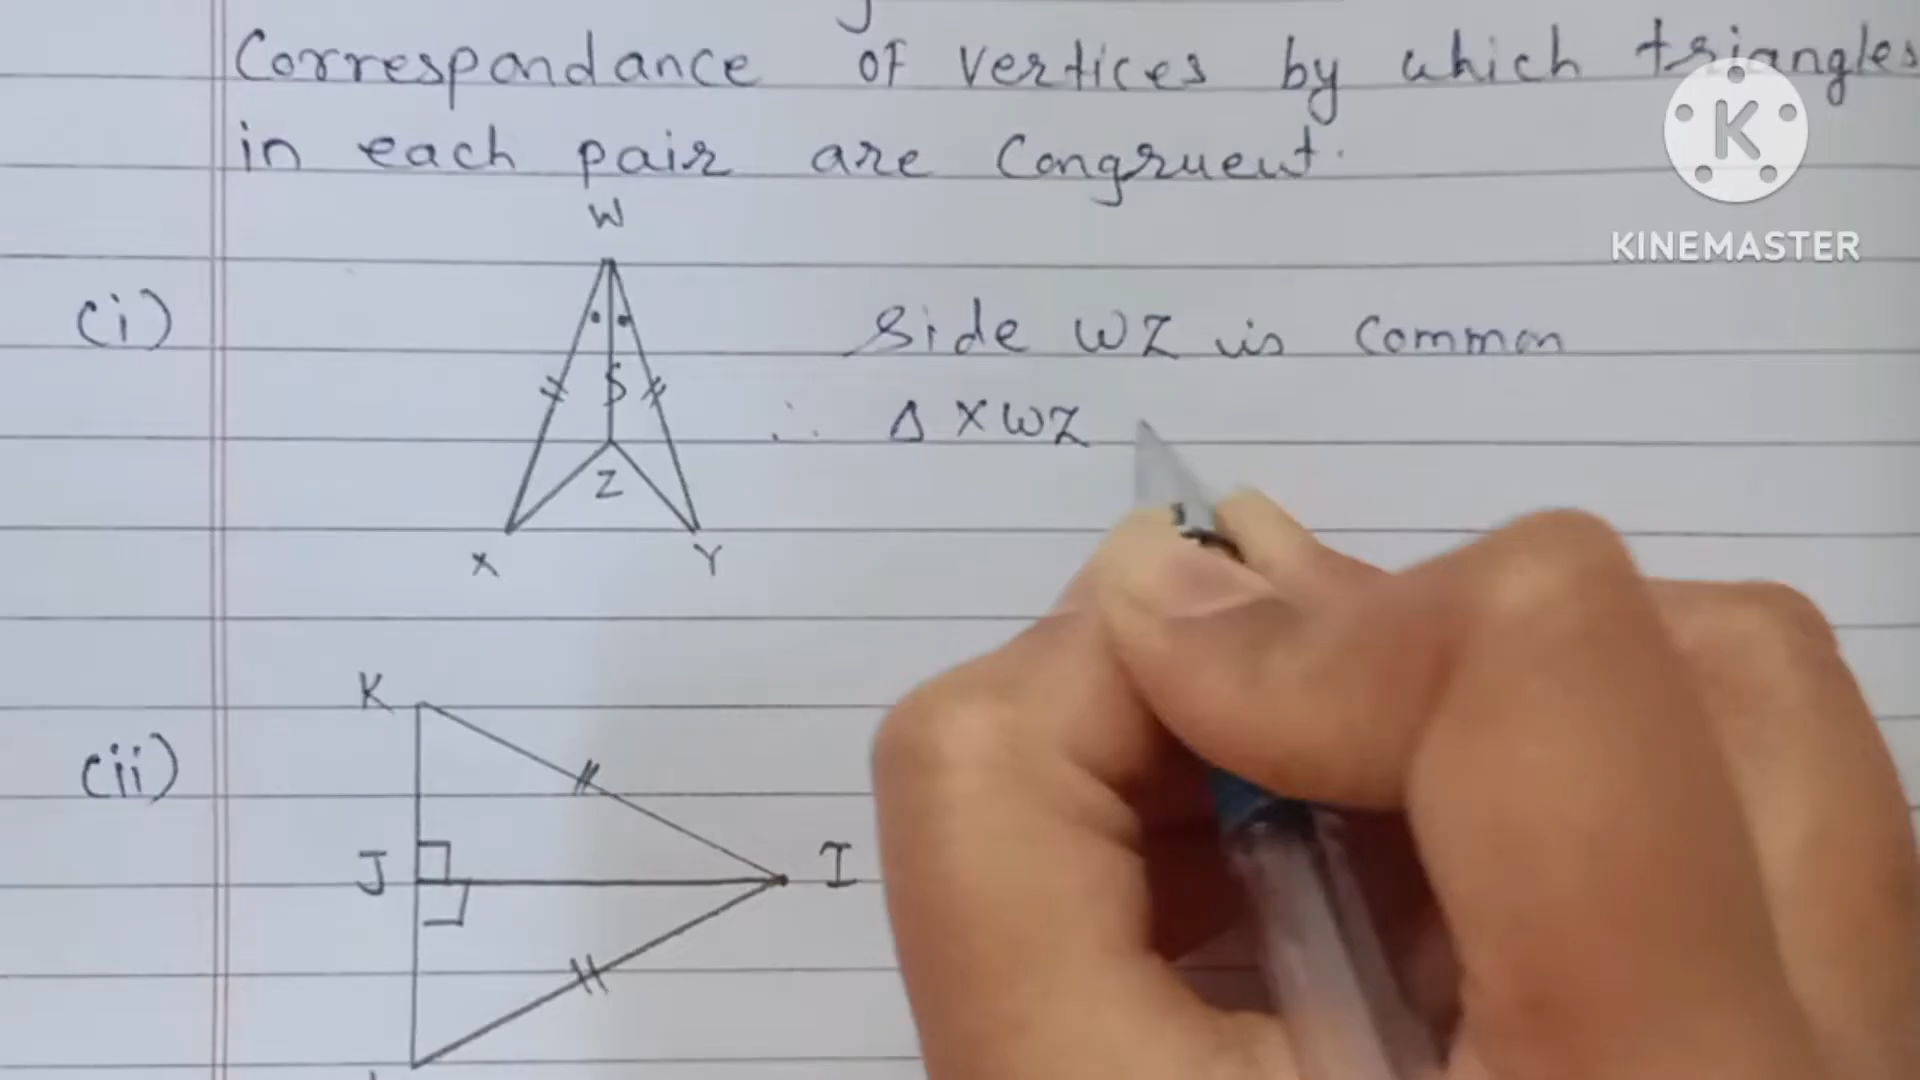 Correspondance of vertices by which triangles
in each pair are Congruent.
K
KINEMASTER
W
(i)
Side WZ is Common
∴ Δ XWZ
Z
X
Y
K
(ii)
J
I